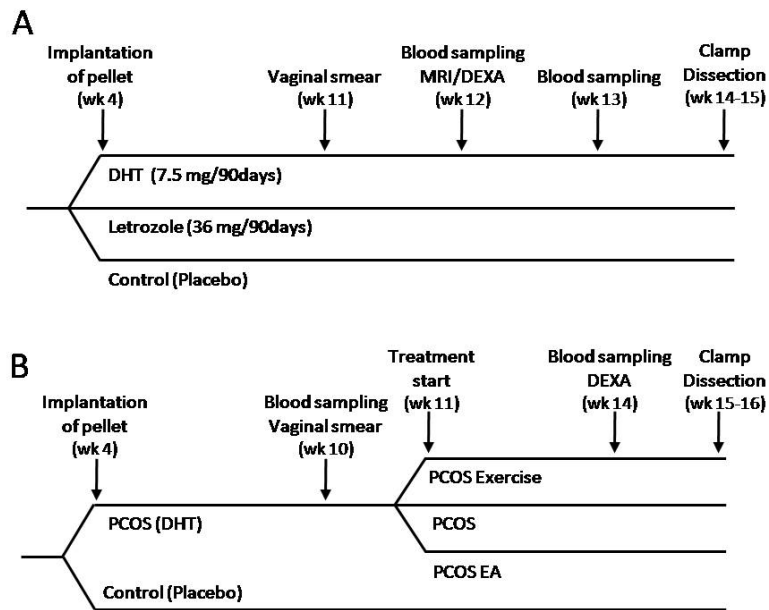 A
Implantation
of pellet
(wk 4)
Vaginal smear
(wk 11)
Blood sampling
MRI/DEXA
(wk 12)
Blood sampling
(wk 13)
Clamp
Dissection
(wk 14-15)
DHT (7.5 mg/90days)
Letrozole (36 mg/90days)
Control (Placebo)
B
Implantation
of pellet
(wk 4)
Blood sampling
Vaginal smear
(wk 10)
Treatment
start
(wk 11)
Blood sampling
DEXA
(wk 14)
Clamp
Dissection
(wk 15-16)
PCOS Exercise
PCOS (DHT)
PCOS
PCOS EA
Control (Placebo)